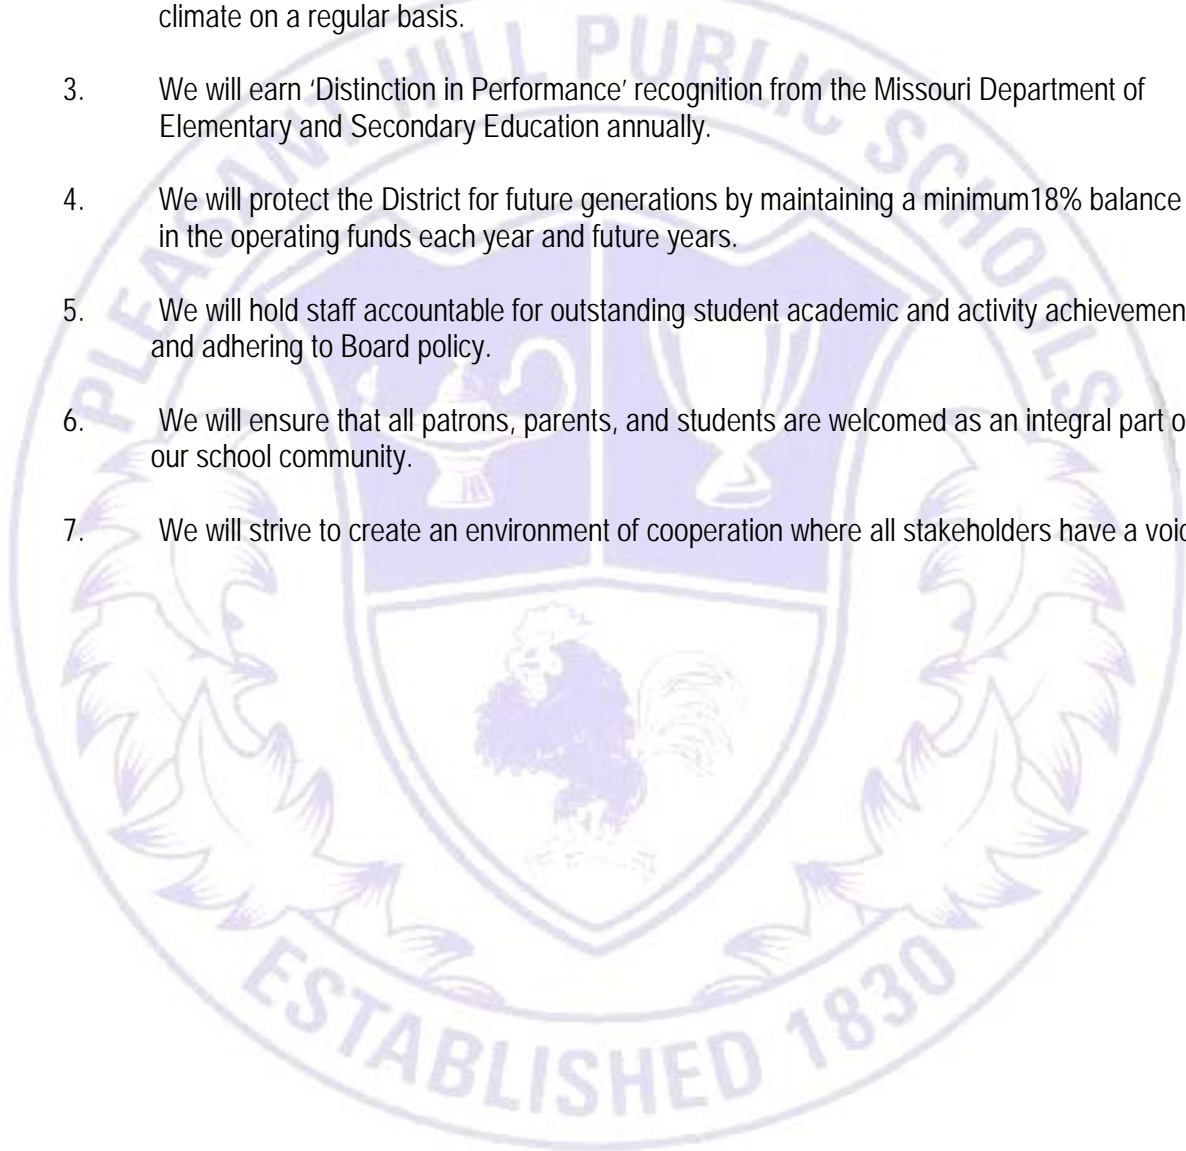 climate on a regular basis.
3. We will earn ‘Distinction in Performance’ recognition from the Missouri Department of
Elementary and Secondary Education annually.
4. We will protect the District for future generations by maintaining a minimum18% balance
in the operating funds each year and future years.
5. We will hold staff accountable for outstanding student academic and activity achievemen
and adhering to Board policy.
6. We will ensure that all patrons, parents, and students are welcomed as an integral part o
our school community.
7. We will strive to create an environment of cooperation where all stakeholders have a voic
PLEASANT HILL PUBLIC SCHOOLS
ESTABLISHED 1830